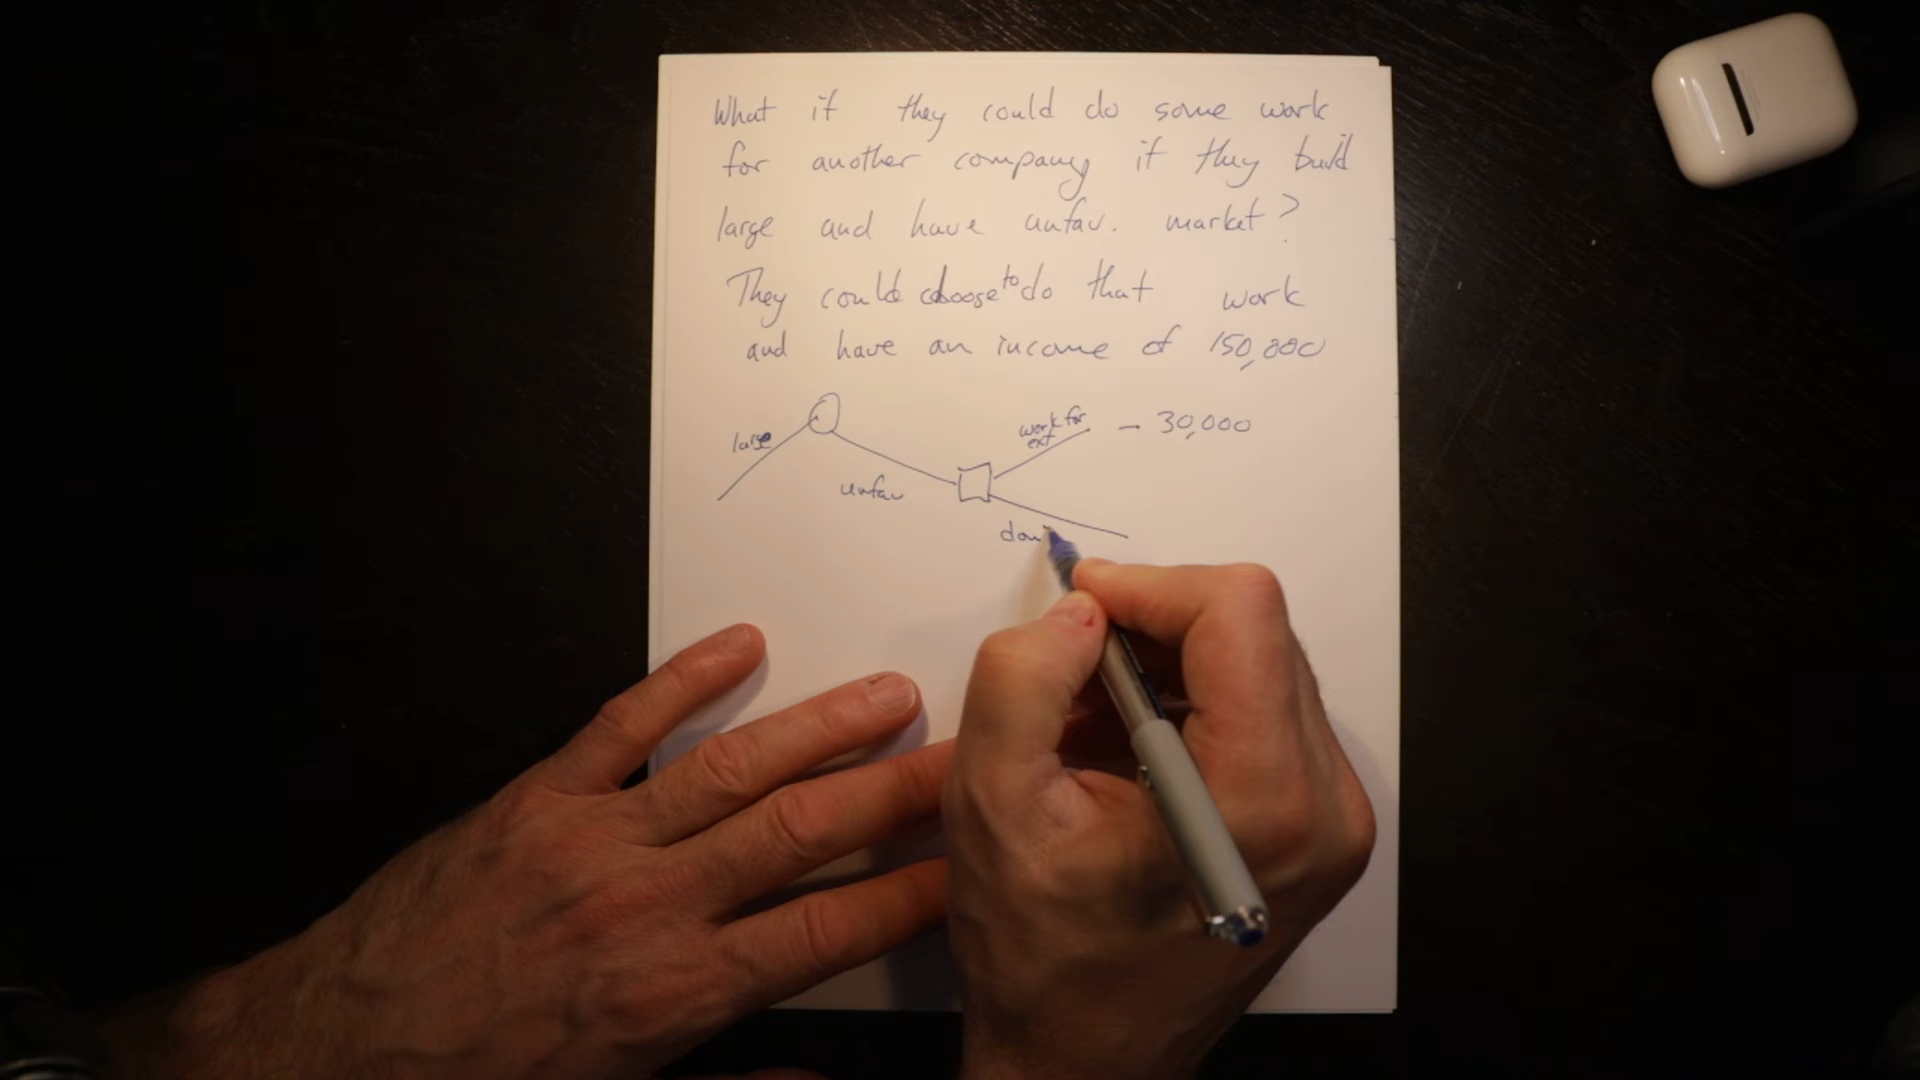 What if they could do some work
for another company if they build
large and have unfav. market?
They could choose to do that work
and have an income of 150,000
large
unfav
work for
ext
- 30,000
don